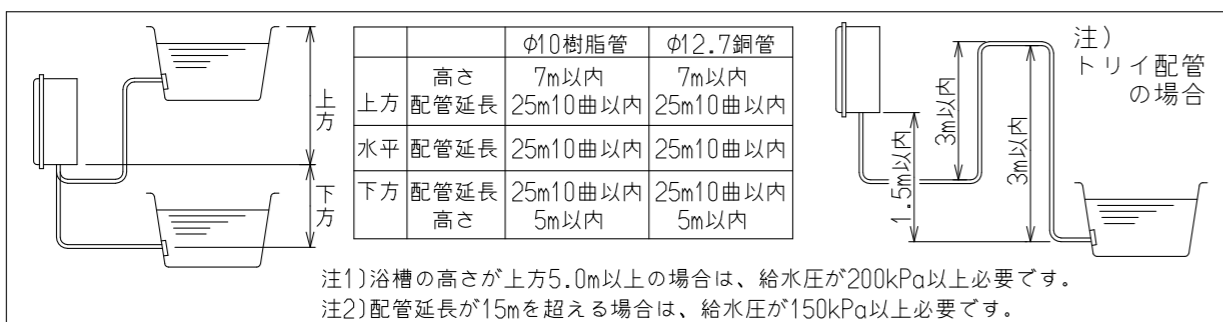 上方
下方
φ10樹脂管 φ12.7銅管
上方 高さ 7m以内 7m以内
配管延長 25m10曲以内 25m10曲以内
水平 配管延長 25m10曲以内 25m10曲以内
下方 配管延長 25m10曲以内 25m10曲以内
高さ 5m以内 5m以内
注)
トリイ配管
の場合
3m以内
3m以内
1.5m以内
注1)浴槽の高さが上方5.0m以上の場合は、給水圧が200kPa以上必要です。
注2)配管延長が15mを超える場合は、給水圧が150kPa以上必要です。